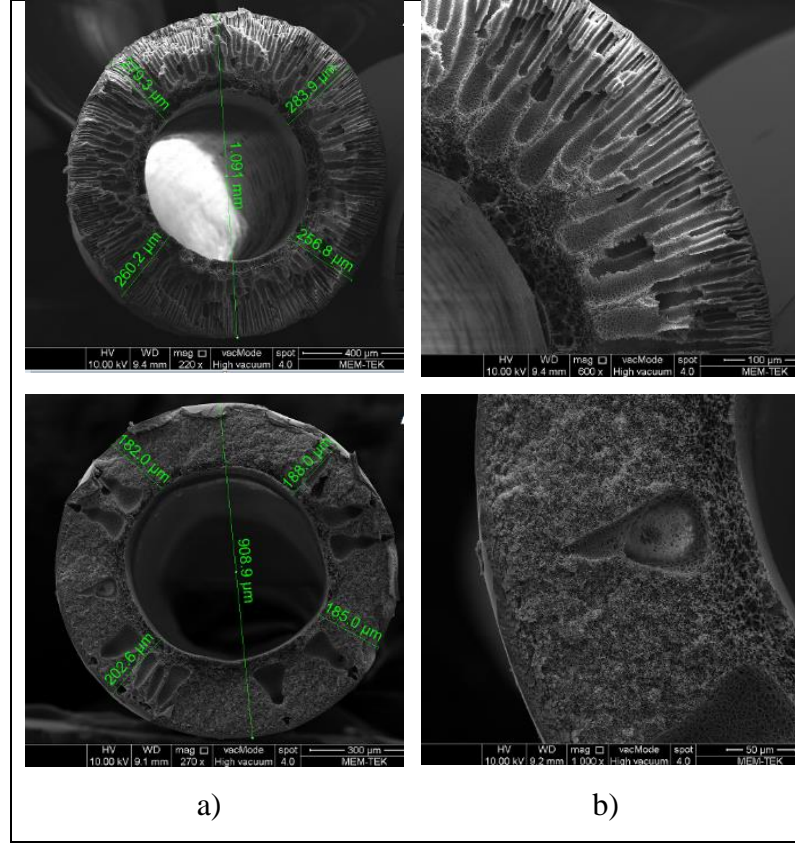 279.3 µm
283.9 µm
1.091 mm
260.2 µm
256.8 µm
HV WD mag □ vacMode spot 400 µm
10.00 kV 9.4 mm 220 x High vacuum 4.0 MEM-TEK
HV WD mag □ vacMode spot 100 µm
10.00 kV 9.4 mm 600 x High vacuum 4.0 MEM-TEK
182.0 µm
188.0 µm
908.9 µm
185.0 µm
202.6 µm
HV WD mag □ vacMode spot 300 µm
10.00 kV 9.1 mm 270 x High vacuum 4.0 MEM-TEK
HV WD mag □ vacMode spot 50 µm
10.00 kV 9.2 mm 1 000 x High vacuum 4.0 MEM-TEK
a) b)